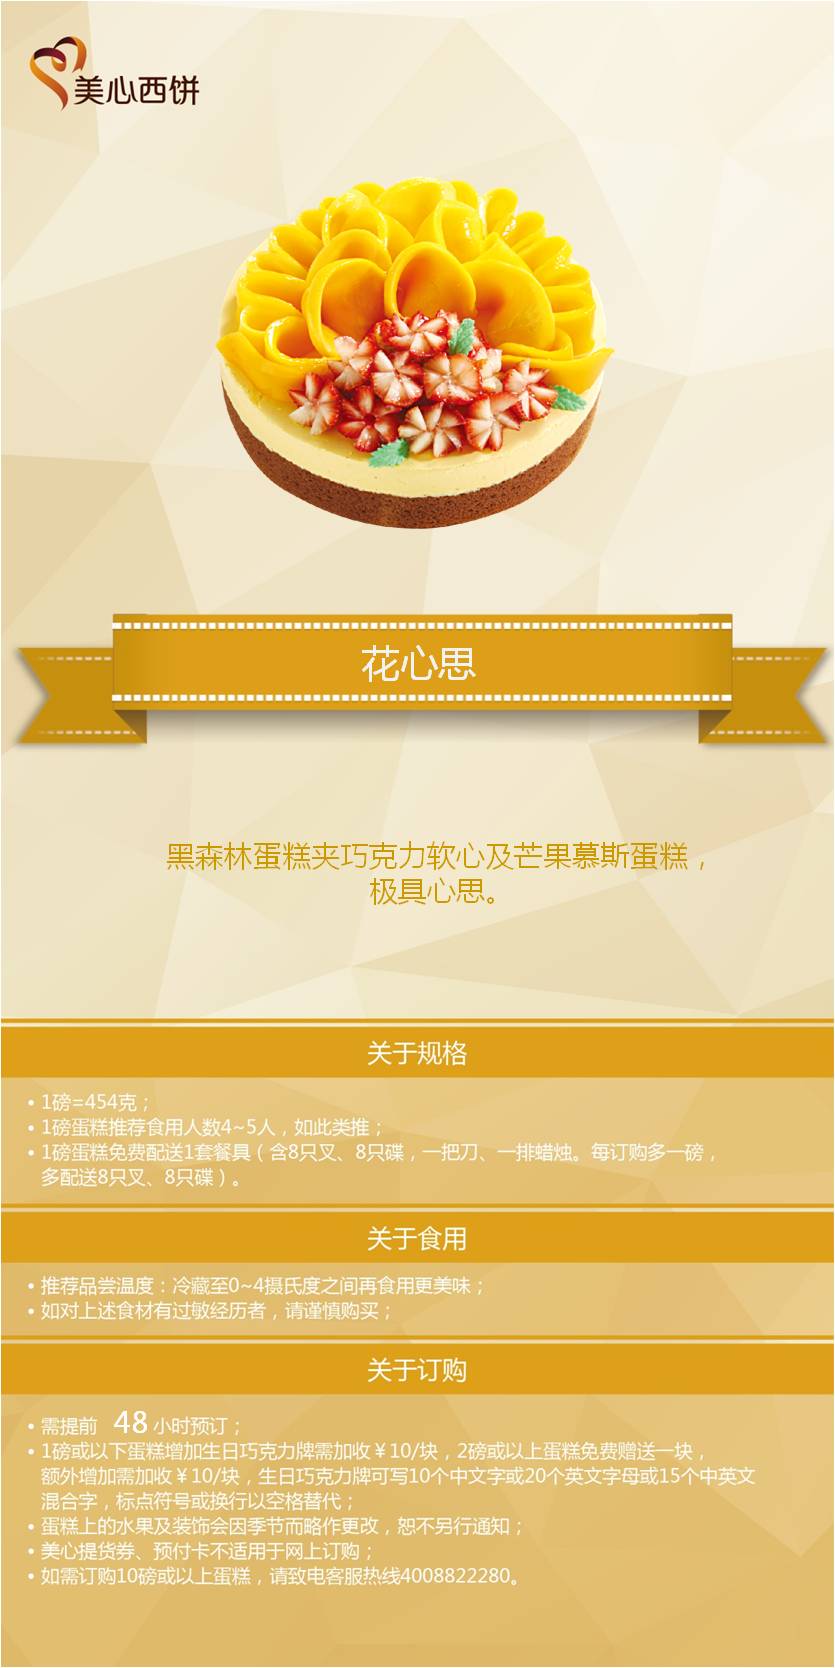 美心西饼
花心思
黑森林蛋糕夹巧克力软心及芒果慕斯蛋糕，
极具心思。
关于规格
• 1磅=454克；
• 1磅蛋糕推荐食用人数4~5人，如此类推；
• 1磅蛋糕免费配送1套餐具（含8只叉、8只碟，一把刀、一排蜡烛。每订购多一磅，
多配送8只叉、8只碟）。
关于食用
• 推荐品尝温度：冷藏至0~4摄氏度之间再食用更美味；
• 如对上述食材有过敏经历者，请谨慎购买；
关于订购
• 需提前 48 小时预订；
• 1磅或以下蛋糕增加生日巧克力牌需加收￥10/块，2磅或以上蛋糕免费赠送一块，
额外增加需加收￥10/块，生日巧克力牌可写10个中文字或20个英文字母或15个中英文
混合字，标点符号或换行以空格替代；
• 蛋糕上的水果及装饰会因季节而略作更改，恕不另行通知；
• 美心提货券、预付卡不适用于网上订购；
• 如需订购10磅或以上蛋糕，请致电客服热线4008822280。